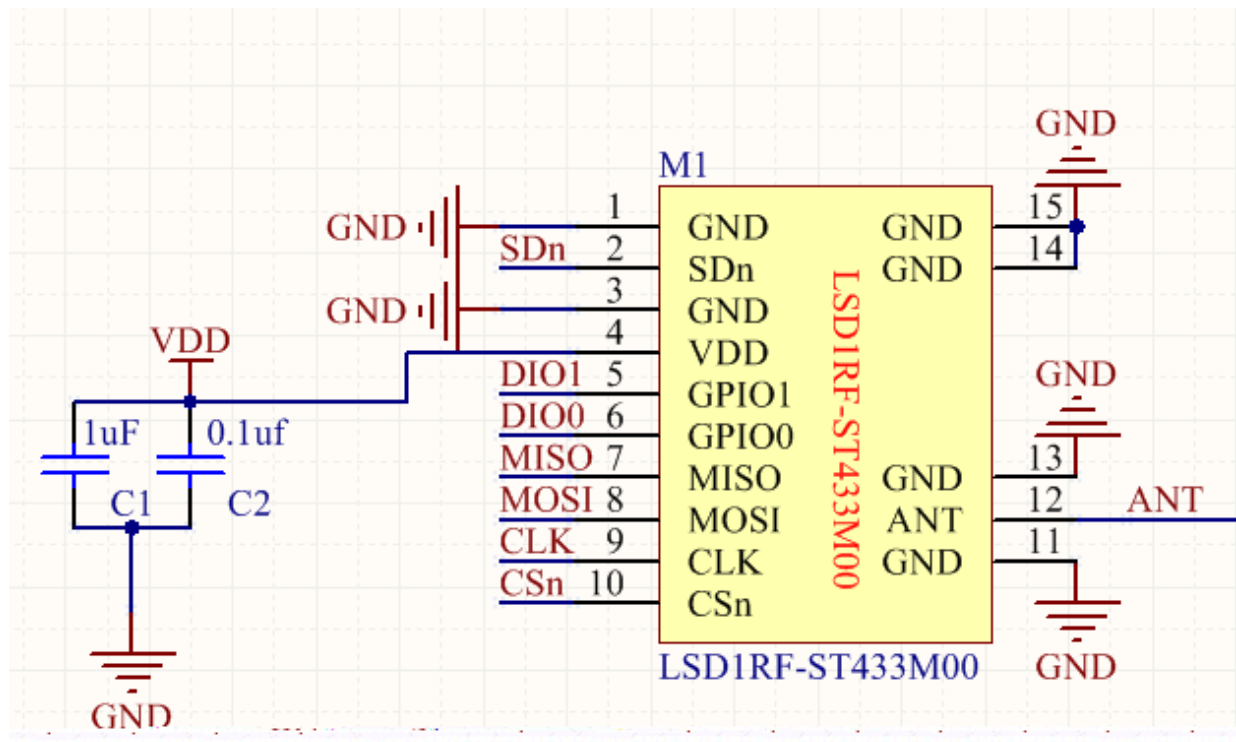 GND
M1
1
GND
GND
15
GND
SDn
2
SDn
GND
14
GND
3
GND
VDD
4
VDD
GND
DIO1
5
GPIO1
1uF
0.1uf
DIO0
6
GPIO0
MISO
7
MISO
GND
13
C1
C2
MOSI
8
MOSI
ANT
12
ANT
CLK
9
CLK
GND
11
CSn
10
CSn
LSD1RF-ST433M00
LSD1RF-ST433M00
GND
GND